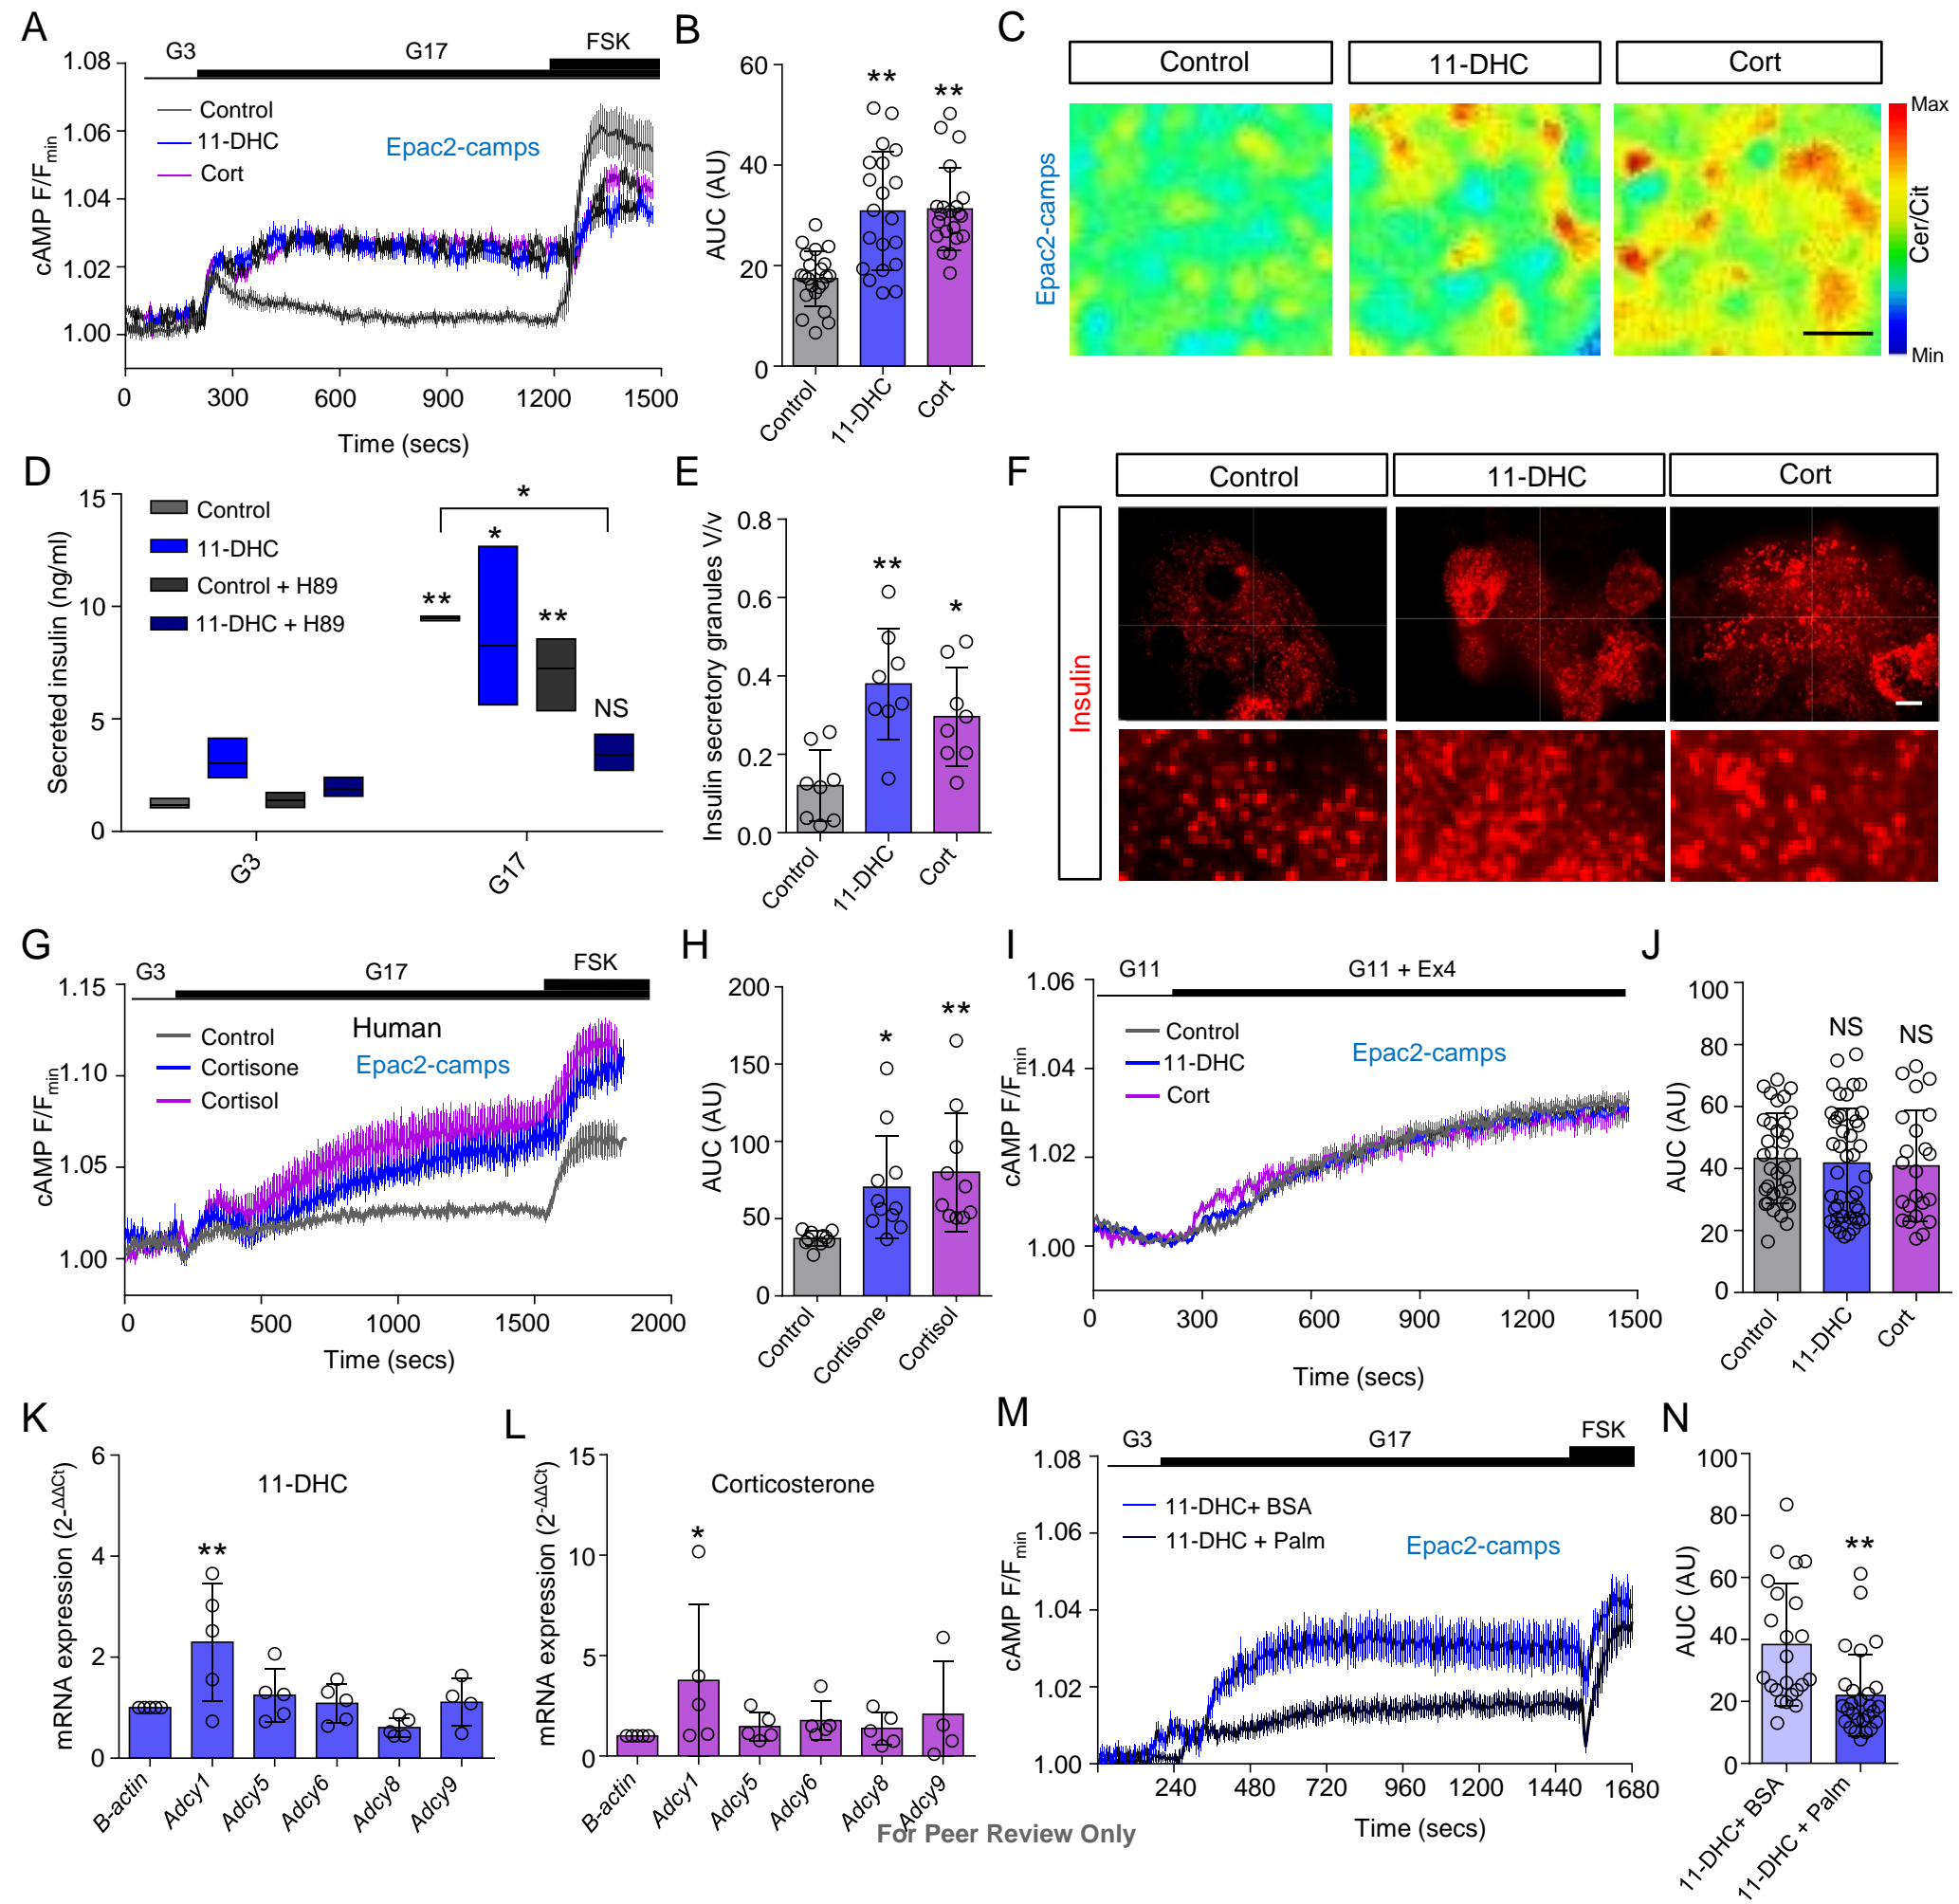 A
G3
G17
FSK
1.08
1.06
1.04
1.02
1.00
cAMP F/Fmin
Control
11-DHC
Cort
Epac2-camps
0
300
600
900
1200
1500
Time (secs)
B
60
40
20
0
AUC (AU)
**
**
Control
11-DHC
Cort
C
Control
11-DHC
Cort
Epac2-camps
Max
Cer/Cit
Min
D
15
10
5
0
Secreted insulin (ng/ml)
Control
11-DHC
Control + H89
11-DHC + H89
*
**
*
**
NS
G3
G17
E
0.8
0.6
0.4
0.2
0.0
Insulin secretory granules V/v
**
*
Control
11-DHC
Cort
F
Control
11-DHC
Cort
Insulin
G
G3
G17
FSK
1.15
1.10
1.05
1.00
cAMP F/Fmin
Control
Cortisone
Cortisol
Human
Epac2-camps
0
500
1000
1500
2000
Time (secs)
H
200
150
100
50
0
AUC (AU)
*
**
Control
Cortisone
Cortisol
I
G11
G11 + Ex4
1.06
1.04
1.02
1.00
cAMP F/Fmin
Control
11-DHC
Cort
Epac2-camps
0
300
600
900
1200
1500
Time (secs)
J
100
80
60
40
20
0
AUC (AU)
NS
NS
Control
11-DHC
Cort
K
6
4
2
0
mRNA expression (2-ΔΔCt)
11-DHC
**
B-actin
Adcy1
Adcy5
Adcy6
Adcy8
Adcy9
L
15
10
5
0
mRNA expression (2-ΔΔCt)
Corticosterone
*
B-actin
Adcy1
Adcy5
Adcy6
Adcy8
Adcy9
M
G3
G17
FSK
1.08
1.06
1.04
1.02
1.00
cAMP F/Fmin
11-DHC+ BSA
11-DHC + Palm
Epac2-camps
240
480
720
960
1200
1440
1680
Time (secs)
N
100
80
60
40
20
0
AUC (AU)
**
11-DHC+ BSA
11-DHC + Palm
For Peer Review Only